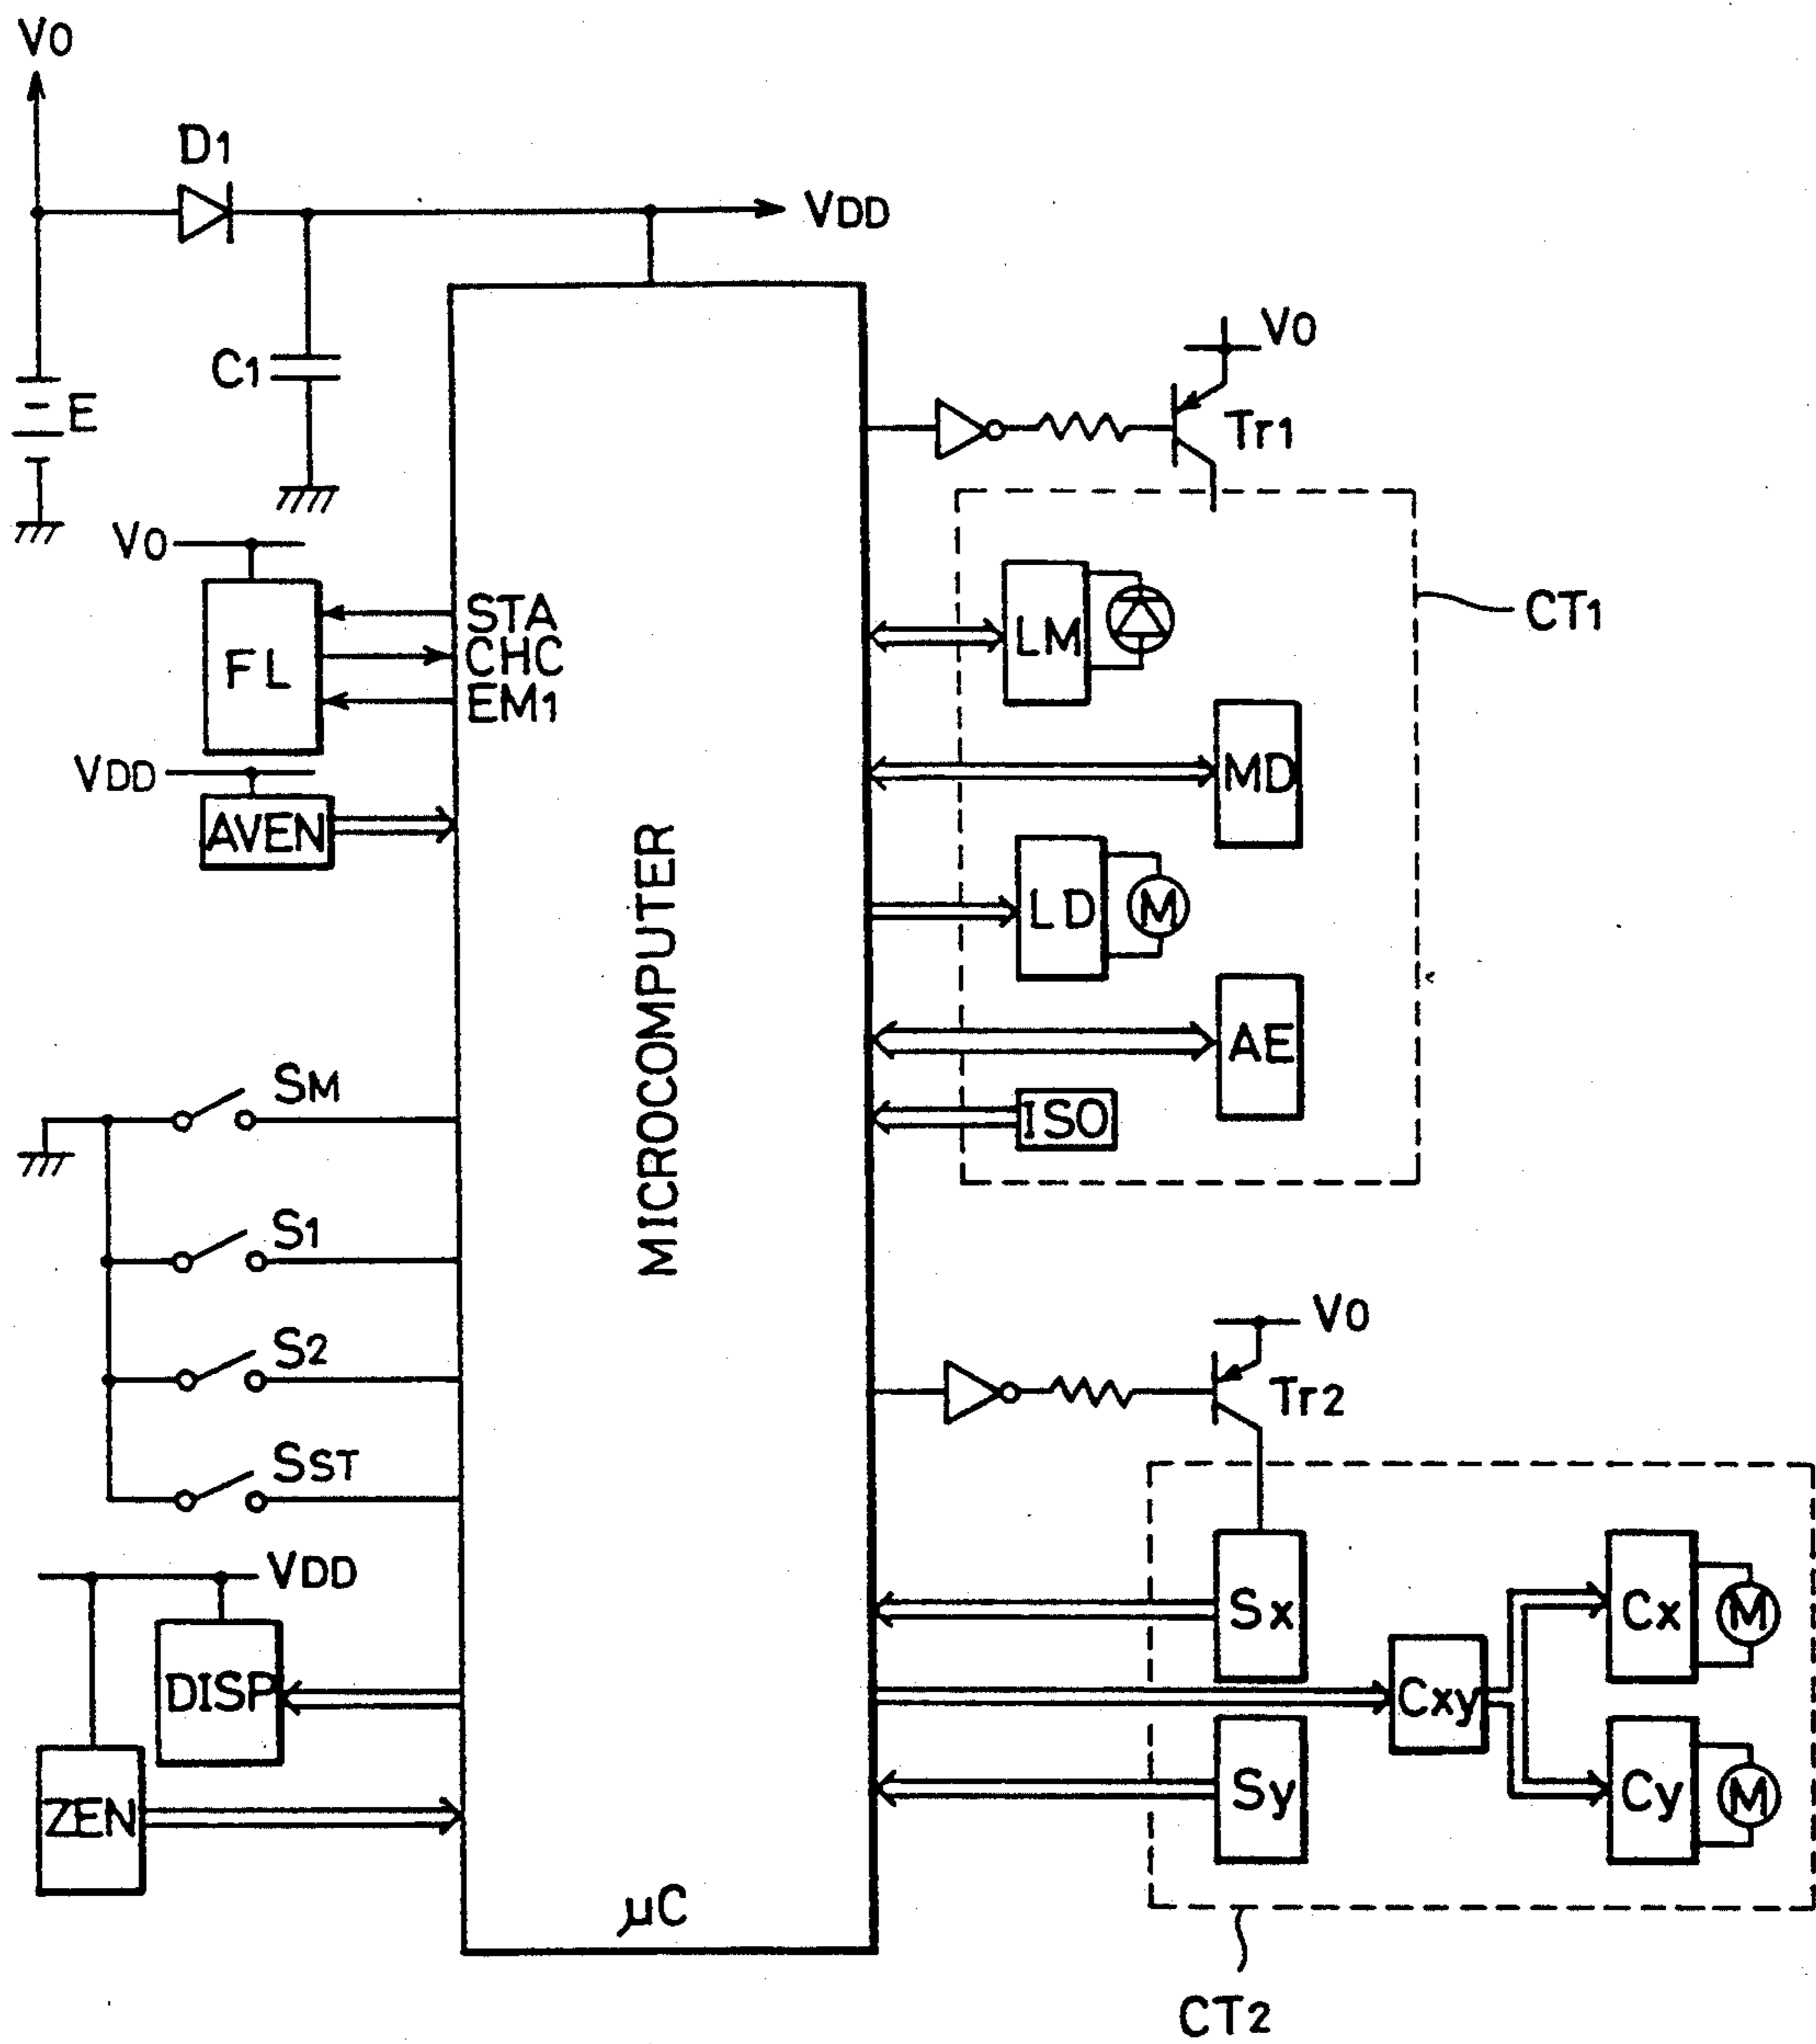 V0
D1
VDD
C1
E
V0
Tr1
V0
FL
STA
CHC
EM1
LM
CT1
VDD
AVEN
MD
LD
M
AE
ISO
MICROCOMPUTER
SM
S1
S2
SST
V0
Tr2
VDD
DISP
ZEN
Sx
Cxy
Cx
M
Sy
Cy
M
μC
CT2